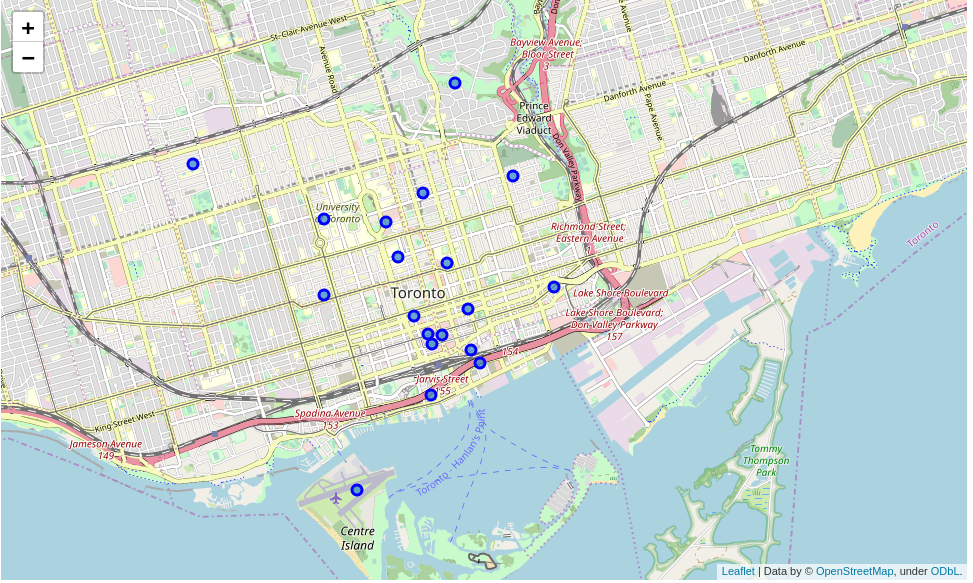 +
−
St-Clair Avenue West
Avenue Road
Bayview Avenue;
Bloor Street
3
Danforth Avenue
Danforth Avenue
Pape Avenue
Prince
Edward
Viaduct
Don Valley Parkway
University
Toronto
Richmond Street;
Eastern Avenue
Toronto
Toronto
Lake Shore Boulevard
Lake Shore Boulevard;
Don Valley Parkway
157
154
Jarvis Street
155
Spadina Avenue
153
King Street West
Jameson Avenue
149
Toronto - Hanlan's Point
Tommy
Thompson
Park
Centre
Island
Leaflet | Data by © OpenStreetMap, under ODbL.